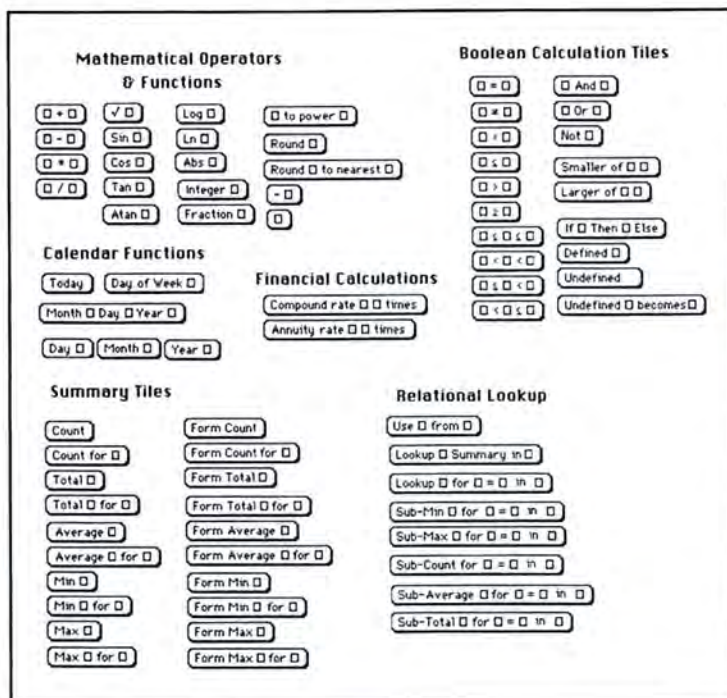 Mathematical Operators
& Functions
□ + □
□ - □
□ * □
□ / □
√ □
Sin □
Cos □
Tan □
Atan □
Log □
Ln □
Abs □
Integer □
Fraction □
□ to power □
Round □
Round □ to nearest □
- □
□
Boolean Calculation Tiles
□ = □
□ ≠ □
□ < □
□ ≤ □
□ > □
□ ≥ □
□ ≤ □ ≤ □
□ < □ < □
□ ≤ □ < □
□ < □ ≤ □
□ And □
□ Or □
Not □
Smaller of □ □
Larger of □ □
If □ Then □ Else
Defined □
Undefined
Undefined □ becomes □
Calendar Functions
Today
Day of Week □
Month □ Day □ Year □
Day □
Month □
Year □
Financial Calculations
Compound rate □ □ times
Annuity rate □ □ times
Summary Tiles
Count
Count for □
Total □
Total □ for □
Average □
Average □ for □
Min □
Min □ for □
Max □
Max □ for □
Form Count
Form Count for □
Form Total □
Form Total □ for □
Form Average □
Form Average □ for □
Form Min □
Form Min □ for □
Form Max □
Form Max □ for □
Relational Lookup
Use □ from □
Lookup □ Summary in □
Lookup □ for □ = □ in □
Sub-Min □ for □ = □ in □
Sub-Max □ for □ = □ in □
Sub-Count for □ = □ in □
Sub-Average □ for □ = □ in □
Sub-Total □ for □ = □ in □